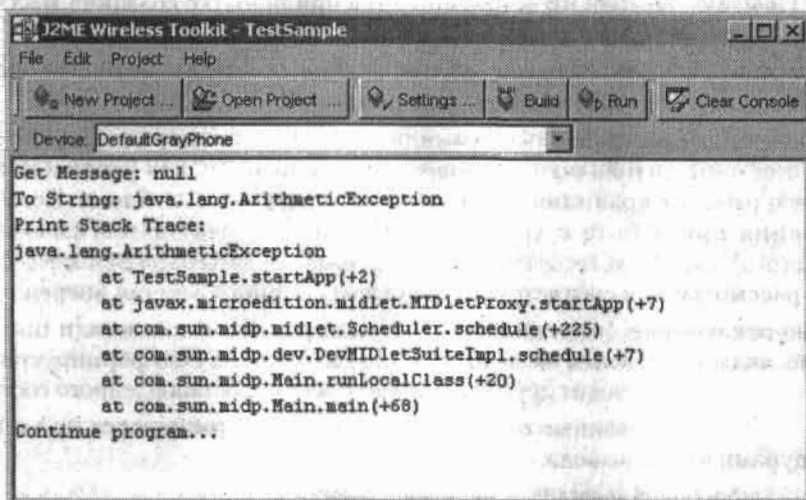 J2ME Wireless Toolkit - TestSample
File Edit Project Help
New Project ... Open Project ... Settings ... Build Run Clear Console
Device: DefaultGrayPhone
Get Message: null
To String: java.lang.ArithmeticException
Print Stack Trace:
java.lang.ArithmeticException
at TestSample.startApp(+2)
at javax.microedition.midlet.MIDletProxy.startApp(+7)
at com.sun.midp.midlet.Scheduler.schedule(+225)
at com.sun.midp.dev.DevMIDletSuiteImpl.schedule(+7)
at com.sun.midp.Main.runLocalClass(+20)
at com.sun.midp.Main.main(+68)
Continue program...